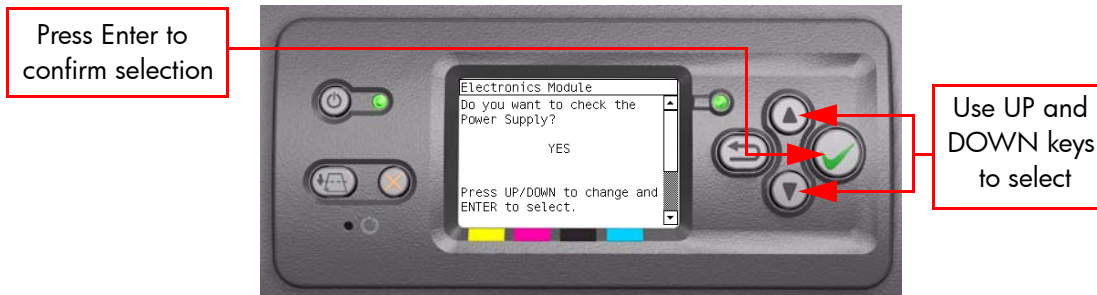 Press Enter to
confirm selection
Electronics Module
Do you want to check the
Power Supply?
YES
Press UP/DOWN to change and
ENTER to select.
Use UP and
DOWN keys
to select